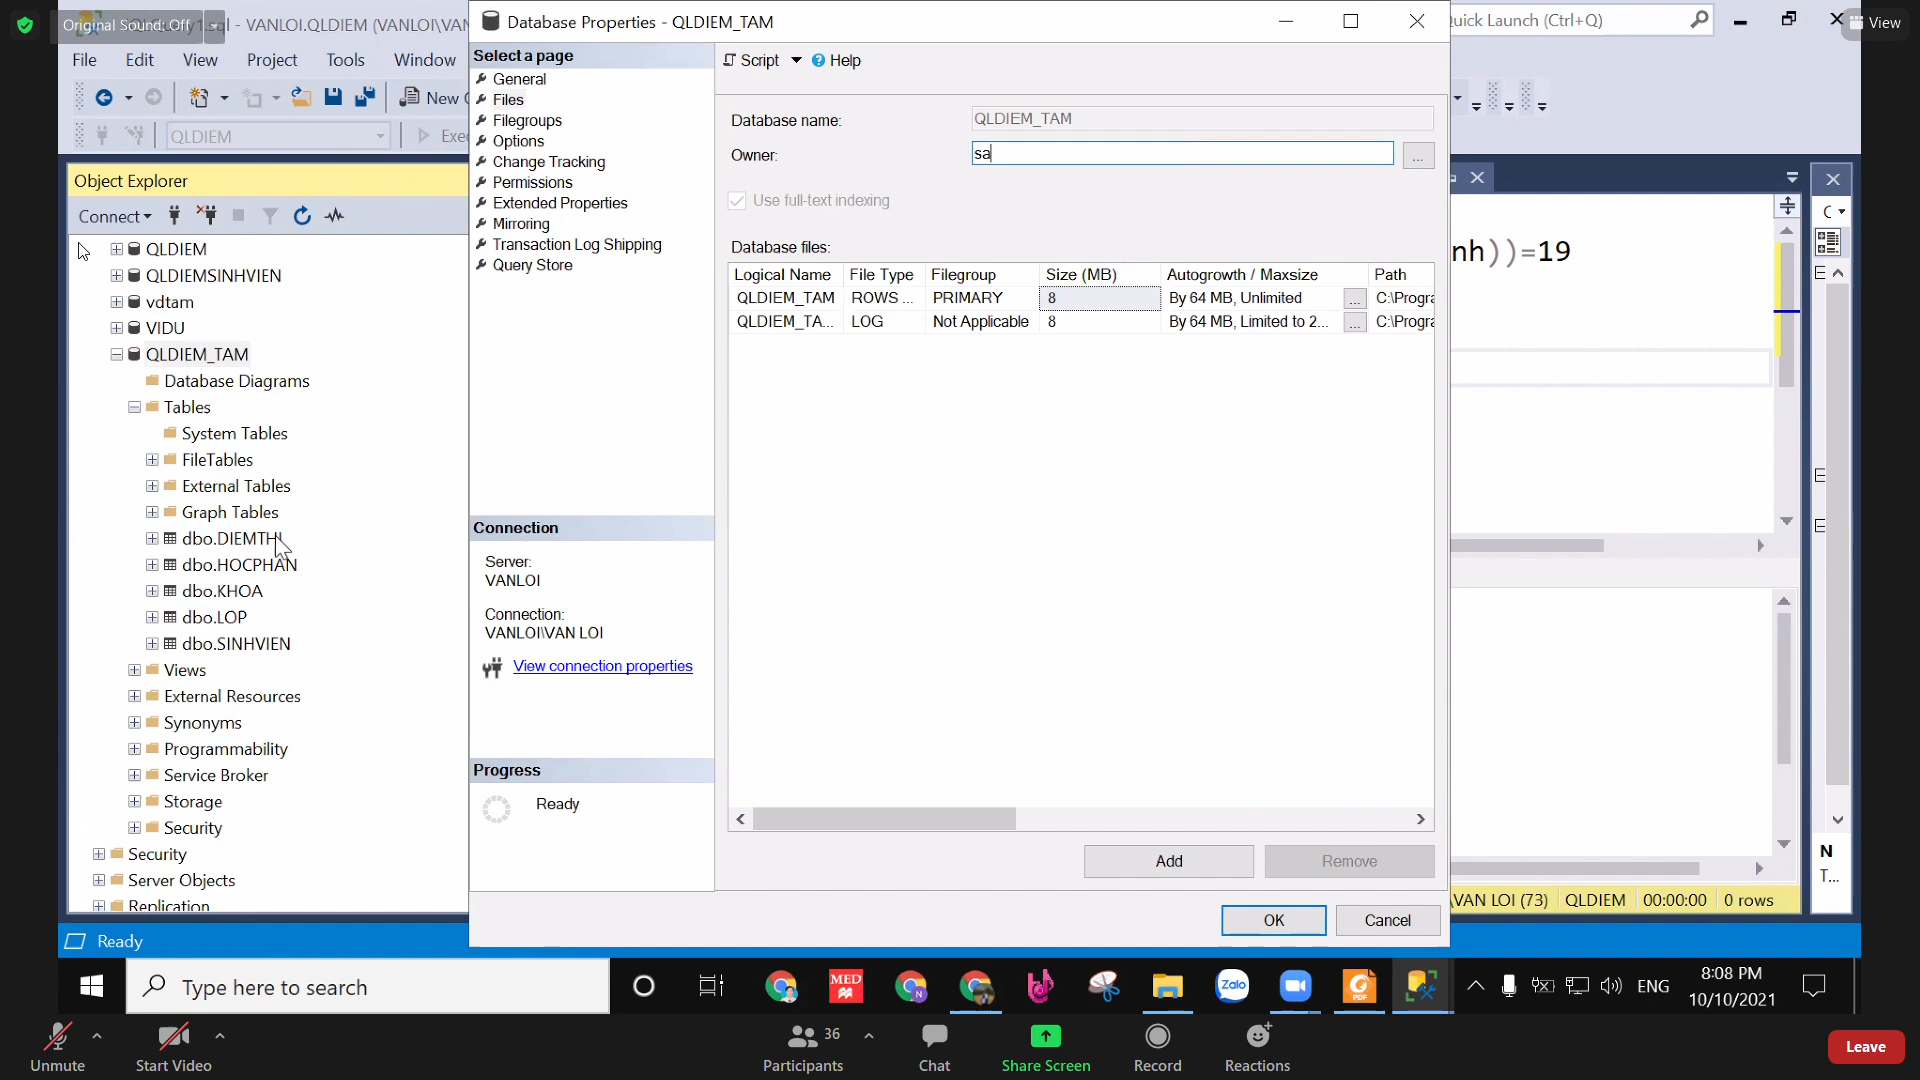 Original Sound: Off
1.sql - VANLOI.QLDIEM (VANLOI\VAN
Database Properties - QLDIEM_TAM
uick Launch (Ctrl+Q)
View
File Edit View Project Tools Window
New
QLDIEM
Exe
Select a page
General
Files
Filegroups
Options
Change Tracking
Permissions
Extended Properties
Mirroring
Transaction Log Shipping
Query Store
Script
Help
Database name:
QLDIEM_TAM
Owner:
sa
...
Use full-text indexing
Database files:
Logical Name File Type Filegroup Size (MB) Autogrowth / Maxsize Path
QLDIEM_TAM ROWS ... PRIMARY 8 By 64 MB, Unlimited ... C:\Progra
QLDIEM_TA... LOG Not Applicable 8 By 64 MB, Limited to 2... ... C:\Progra
Object Explorer
Connect
QLDIEM
QLDIEMSINHVIEN
vdtam
VIDU
QLDIEM_TAM
Database Diagrams
Tables
System Tables
FileTables
External Tables
Graph Tables
dbo.DIEMTHI
dbo.HOCPHAN
dbo.KHOA
dbo.LOP
dbo.SINHVIEN
Views
External Resources
Synonyms
Programmability
Service Broker
Storage
Security
Security
Server Objects
Replication
Connection
Server:
VANLOI
Connection:
VANLOI\VAN LOI
View connection properties
Progress
Ready
Add
Remove
OK
Cancel
nh))=19
C
N
T...
\VAN LOI (73) QLDIEM 00:00:00 0 rows
Ready
Type here to search
MED
N
Zalo
PDF
ENG
8:08 PM
10/10/2021
Unmute
Start Video
36
Participants
Chat
Share Screen
Record
Reactions
Leave